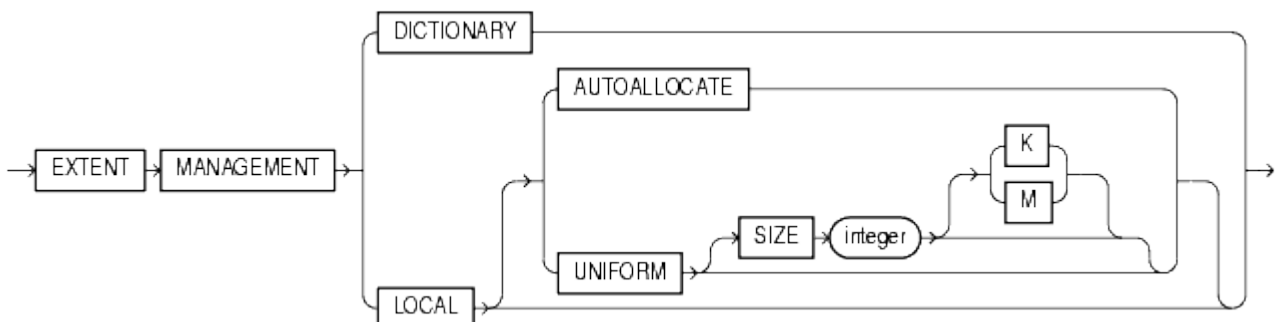 DICTIONARY
AUTOALLOCATE
K
EXTENT MANAGEMENT
M
SIZE integer
UNIFORM
LOCAL